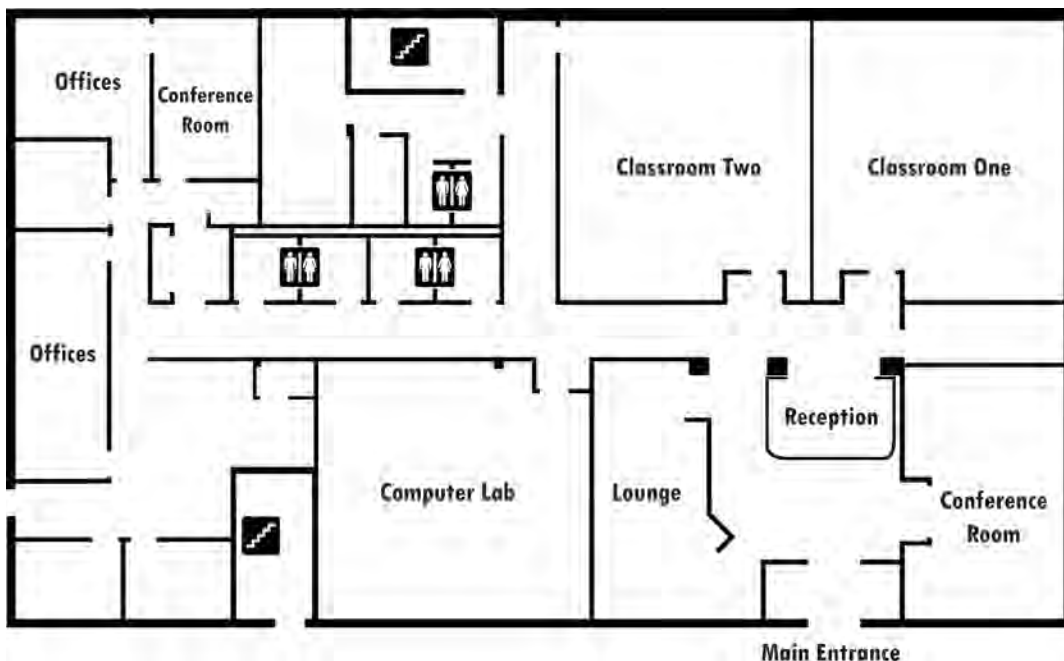 Offices
Conference
Room
Classroom Two
Classroom One
Offices
Reception
Computer Lab
Lounge
Conference
Room
Main Entrance